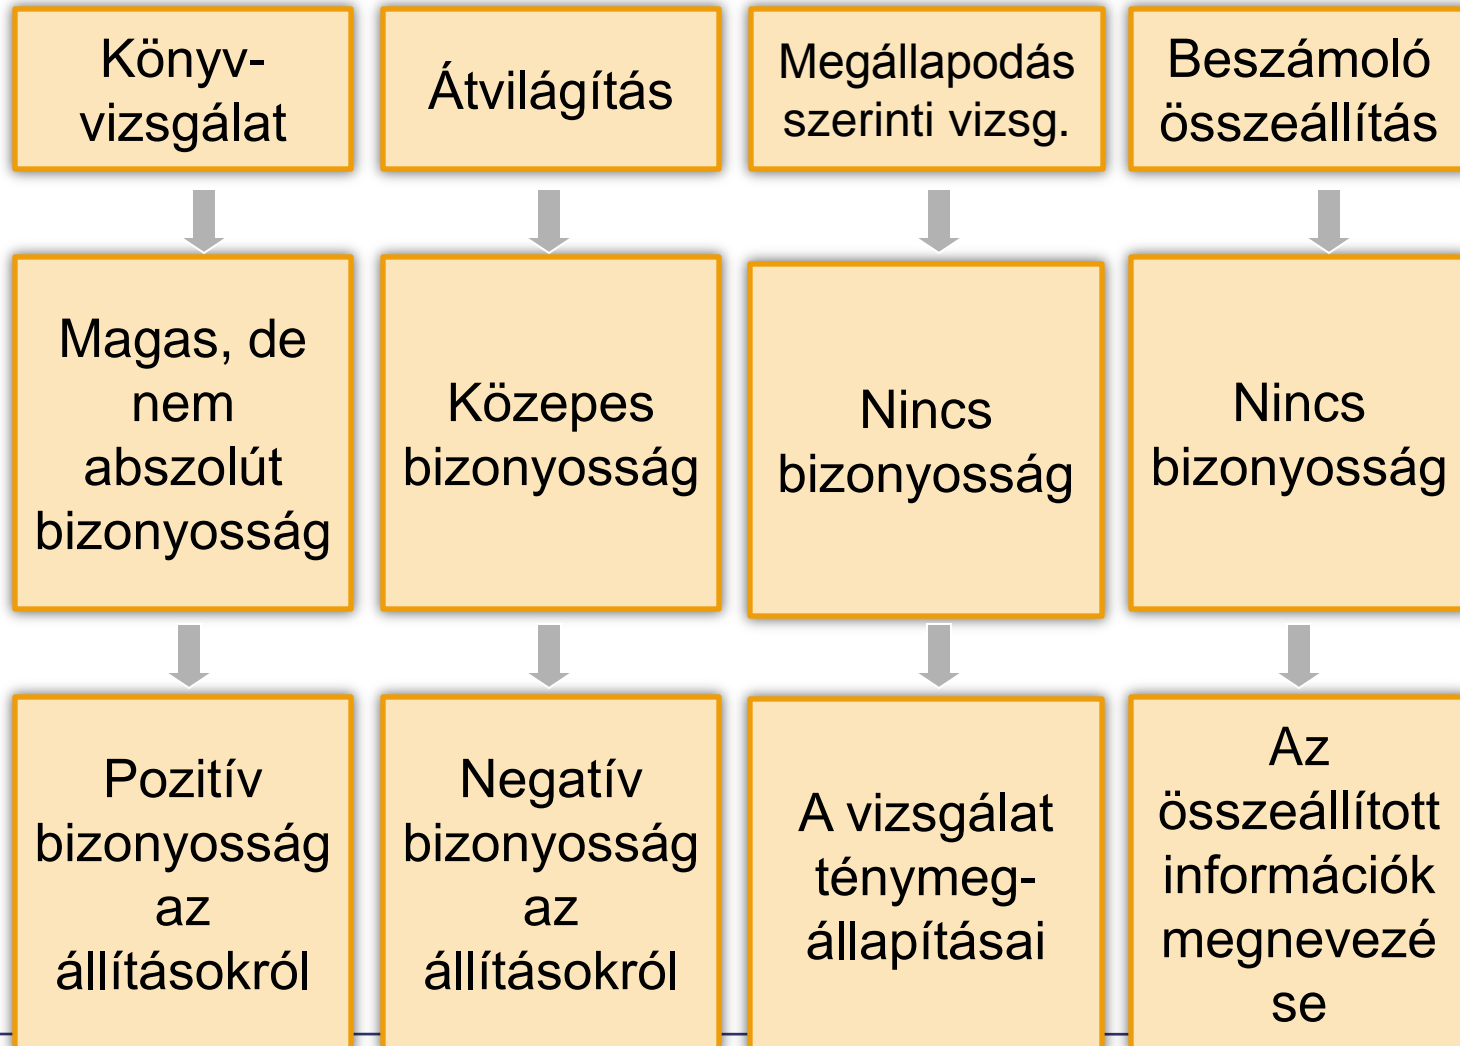 Könyv-
vizsgálat
Átvilágítás
Megállapodás
szerinti vizsg.
Beszámoló
összeállítás
Magas, de
nem
abszolút
bizonyosság
Közepes
bizonyosság
Nincs
bizonyosság
Nincs
bizonyosság
Pozitív
bizonyosság
az
állításokról
Negatív
bizonyosság
az
állításokról
A vizsgálat
ténymeg-
állapításai
Az
összeállított
információk
megnevezé
se